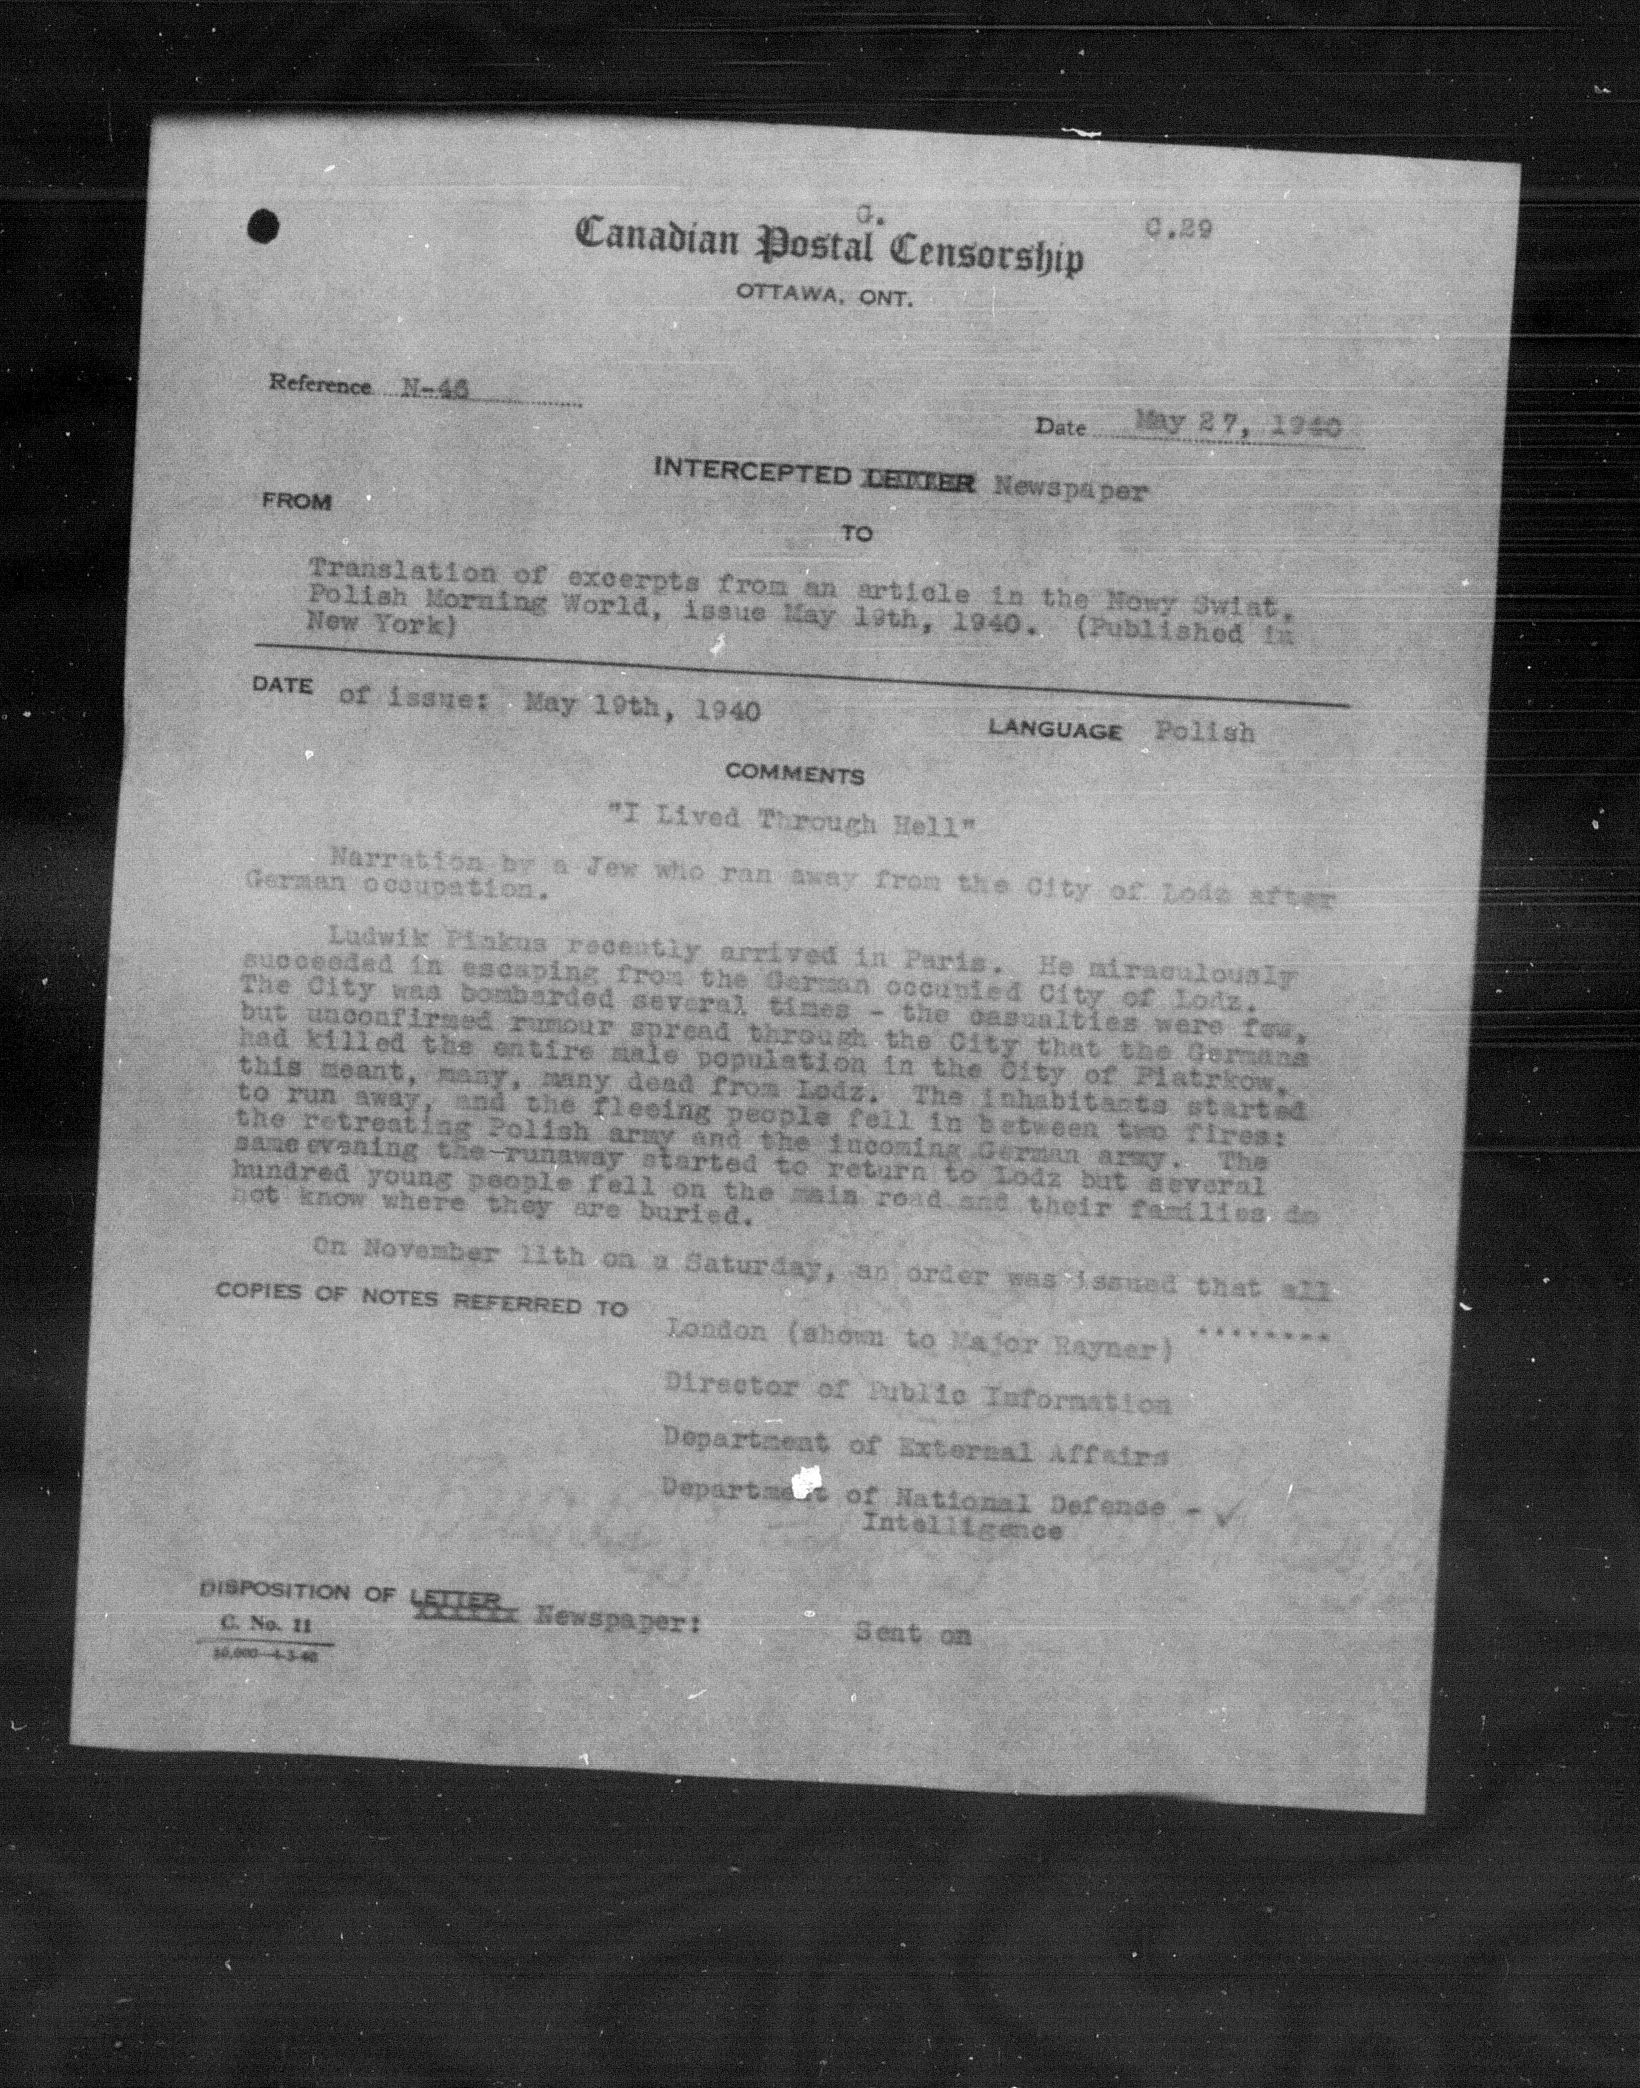 G.
C.29
Canadian Postal Censorship
OTTAWA, ONT.
Reference N-46
Date May 27, 1940
INTERCEPTED LETTER Newspaper
FROM
TO
Translation of excerpts from an article in the Nowy Swiat,
Polish Morning World, issue May 19th, 1940. (Published in
New York)
DATE of issue: May 19th, 1940
LANGUAGE Polish
COMMENTS
"I Lived Through Hell"
Narration by a Jew who ran away from the City of Lodz after
German occupation.
Ludwik Pinkus recently arrived in Paris. He miraculously
succeeded in escaping from the German occupied City of Lodz.
The City was bombarded several times - the casualties were few,
but unconfirmed rumour spread through the City that the Germans
had killed the entire male population in the City of Piatrkow,
this meant, many, many dead from Lodz. The inhabitants started
to run away, and the fleeing people fell in between two fires:
the retreating Polish army and the incoming German army. The
same evening the runaway started to return to Lodz but several
hundred young people fell on the main road and their families do
not know where they are buried.
On November 11th on a Saturday, an order was issued that all
........
COPIES OF NOTES REFERRED TO
London (shown to Major Rayner)
Director of Public Information
Department of External Affairs
Department of National Defence - ✓
Intelligence
DISPOSITION OF LETTER
xxxxxx Newspaper: Sent on
C. No. 11
50,000—4-3-40